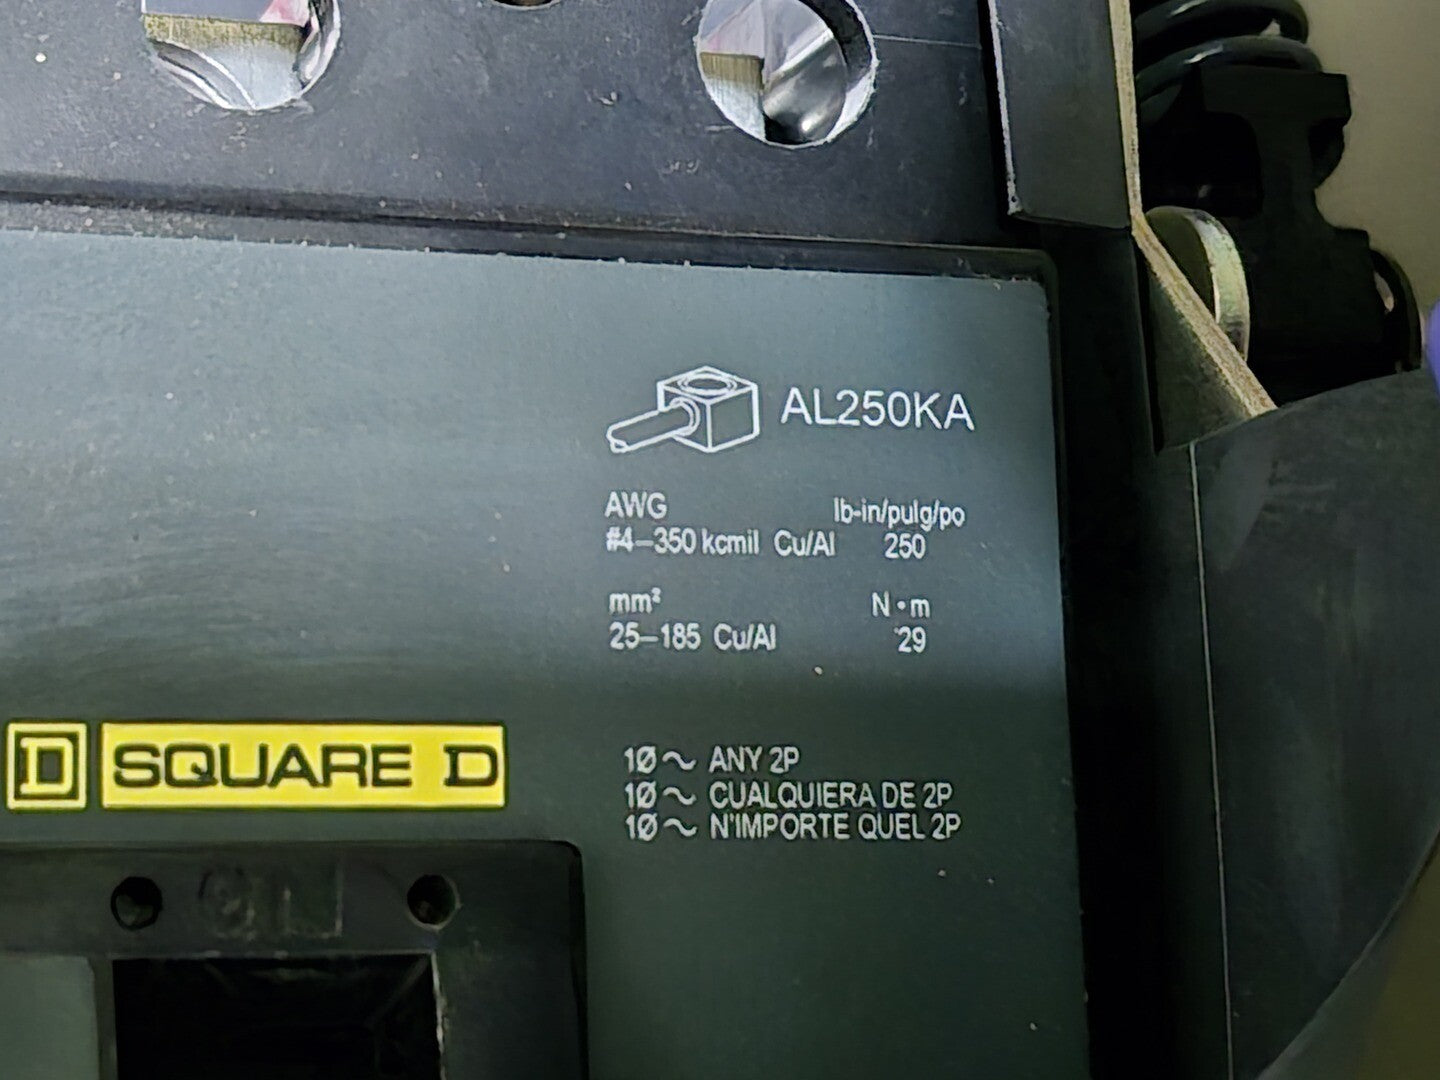 AL250KA
AWG lb-in/pulg/po
#4–350 kcmil Cu/Al 250
mm² N·m
25–185 Cu/Al 29
D SQUARE D
1Ø ~ ANY 2P
1Ø ~ CUALQUIERA DE 2P
1Ø ~ N'IMPORTE QUEL 2P
ON